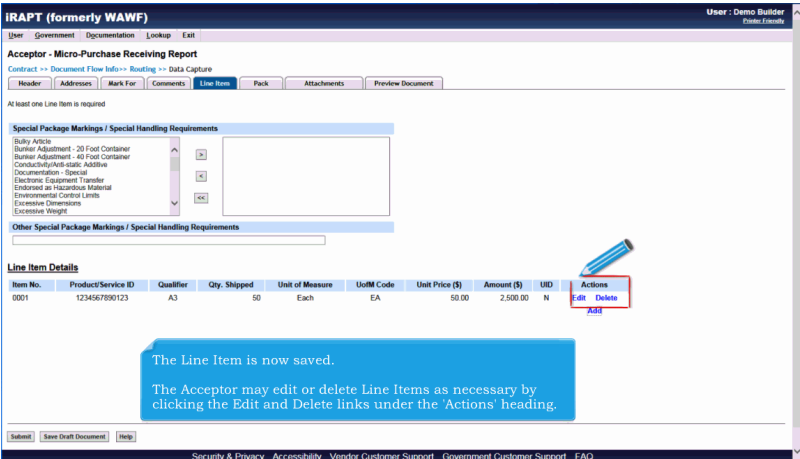 iRAPT (formerly WAWF)
User : Demo Builder
Printer Friendly
User Government Documentation Lookup Exit
Acceptor - Micro-Purchase Receiving Report
Contract >> Document Flow Info>> Routing >> Data Capture
Header Addresses Mark For Comments Line Item Pack Attachments Preview Document
At least one Line Item is required
Special Package Markings / Special Handling Requirements
Bulky Article
Bunker Adjustment - 20 Foot Container
Bunker Adjustment - 40 Foot Container
Conductivity/Anti-static Additive
Documentation - Special
Electronic Equipment Transfer
Endorsed as Hazardous Material
Environmental Control Limits
Excessive Dimensions
Excessive Weight
>
<
<<
Other Special Package Markings / Special Handling Requirements
Line Item Details
Item No. Product/Service ID Qualifier Qty. Shipped Unit of Measure UofM Code Unit Price ($) Amount ($) UID Actions
0001 1234567890123 A3 50 Each EA 50.00 2,500.00 N Edit Delete
Add
The Line Item is now saved.
The Acceptor may edit or delete Line Items as necessary by
clicking the Edit and Delete links under the 'Actions' heading.
Submit Save Draft Document Help
Security & Privacy Accessibility Vendor Customer Support Government Customer Support FAQ